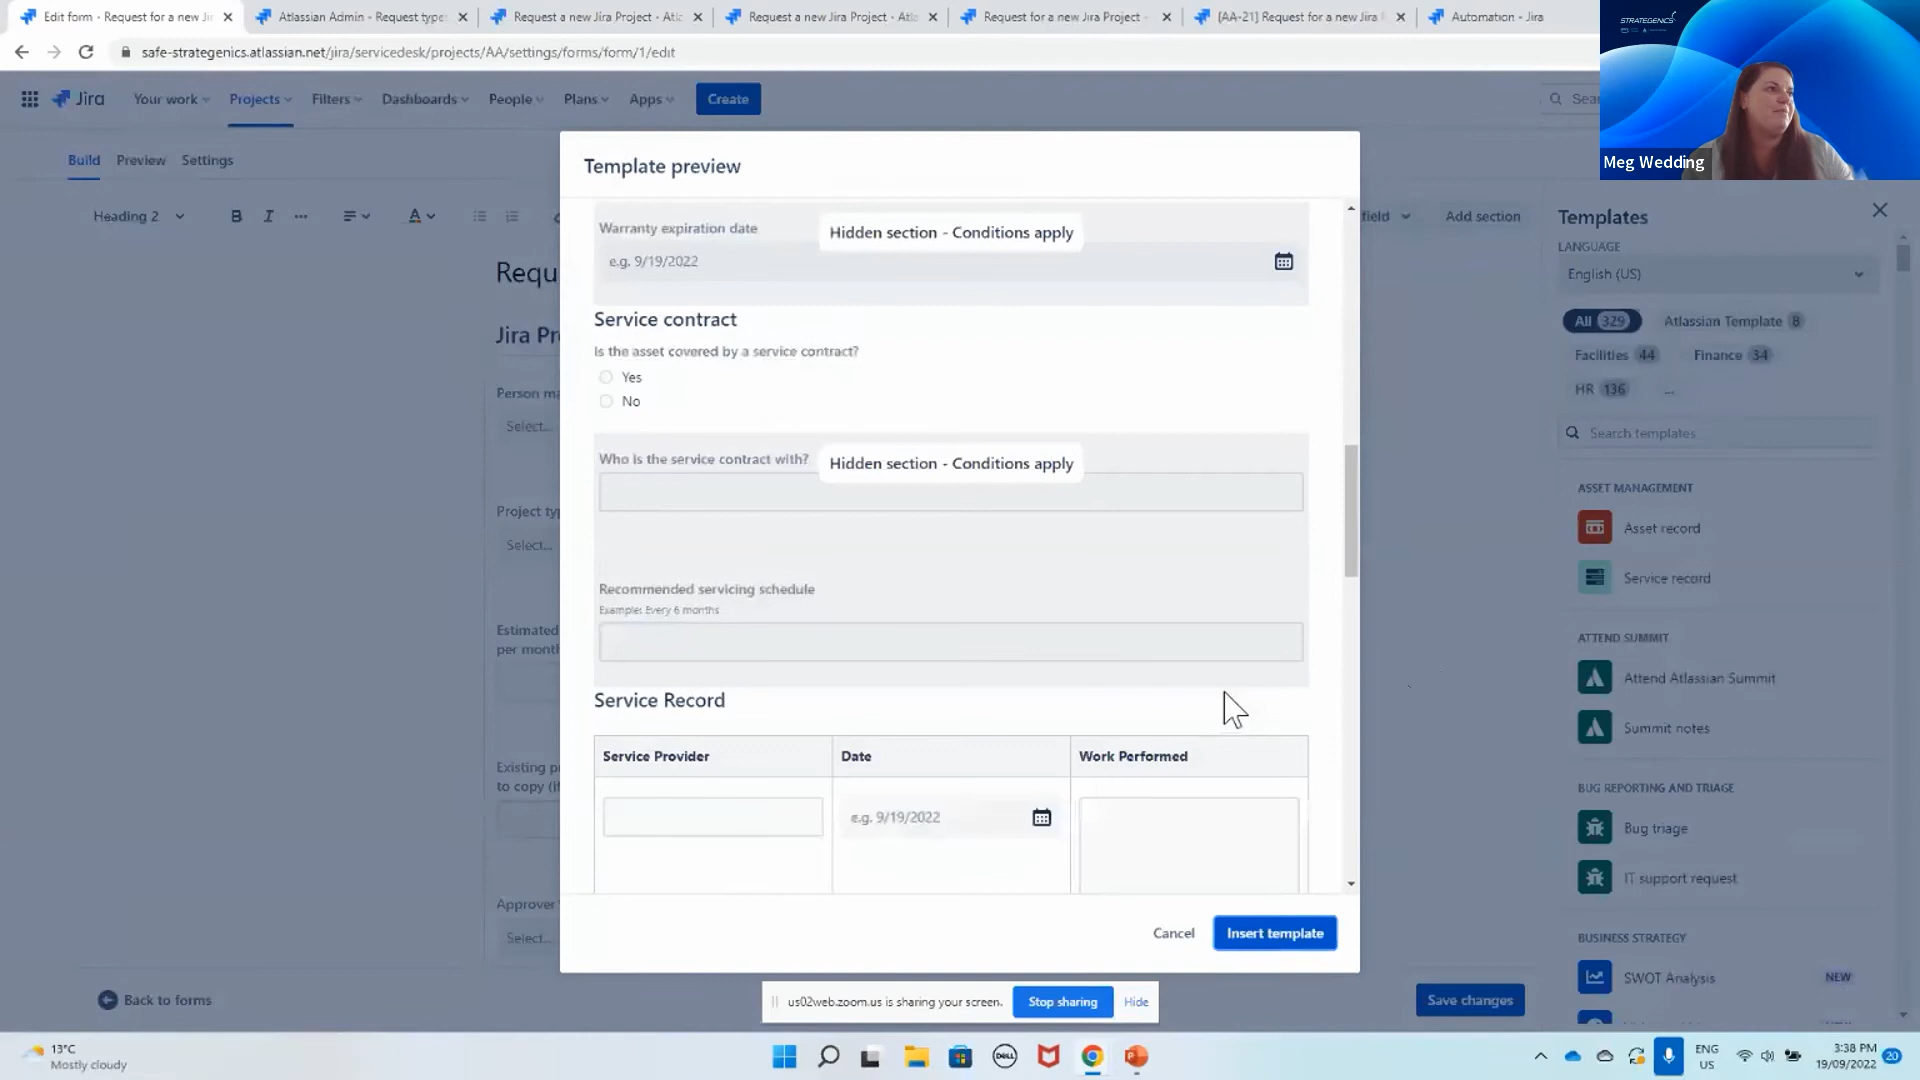 Edit form - Request for a new Ji
Atlassian Admin - Request type
Request a new Jira Project - Atla
Request a new Jira Project - Atla
Request for a new Jira Project -
[AA-21] Request for a new Jira
Automation - Jira
safe-strategenics.atlassian.net/jira/servicedesk/projects/AA/settings/forms/form/1/edit
STRATEGENICS
Meg Wedding
Jira
Your work
Projects
Filters
Dashboards
People
Plans
Apps
Create
Sear
Build
Preview
Settings
Heading 2
B
I
A
field
Add section
Requ
Jira Pr
Person ma
Select...
Project typ
Select...
Estimated
per month
Existing p
to copy (if
Approver
Select...
Back to forms
Save changes
Template preview
Warranty expiration date
Hidden section - Conditions apply
e.g. 9/19/2022
Service contract
Is the asset covered by a service contract?
Yes
No
Who is the service contract with?
Hidden section - Conditions apply
Recommended servicing schedule
Example: Every 6 months
Service Record
Service Provider
Date
Work Performed
e.g. 9/19/2022
Cancel
Insert template
Templates
LANGUAGE
English (US)
All 329
Atlassian Template 8
Facilities 44
Finance 34
HR 136
...
Search templates
ASSET MANAGEMENT
Asset record
Service record
ATTEND SUMMIT
Attend Atlassian Summit
Summit notes
BUG REPORTING AND TRIAGE
Bug triage
IT support request
BUSINESS STRATEGY
SWOT Analysis
NEW
us02web.zoom.us is sharing your screen.
Stop sharing
Hide
13°C
Mostly cloudy
DELL
ENG
US
3:38 PM
19/09/2022
20